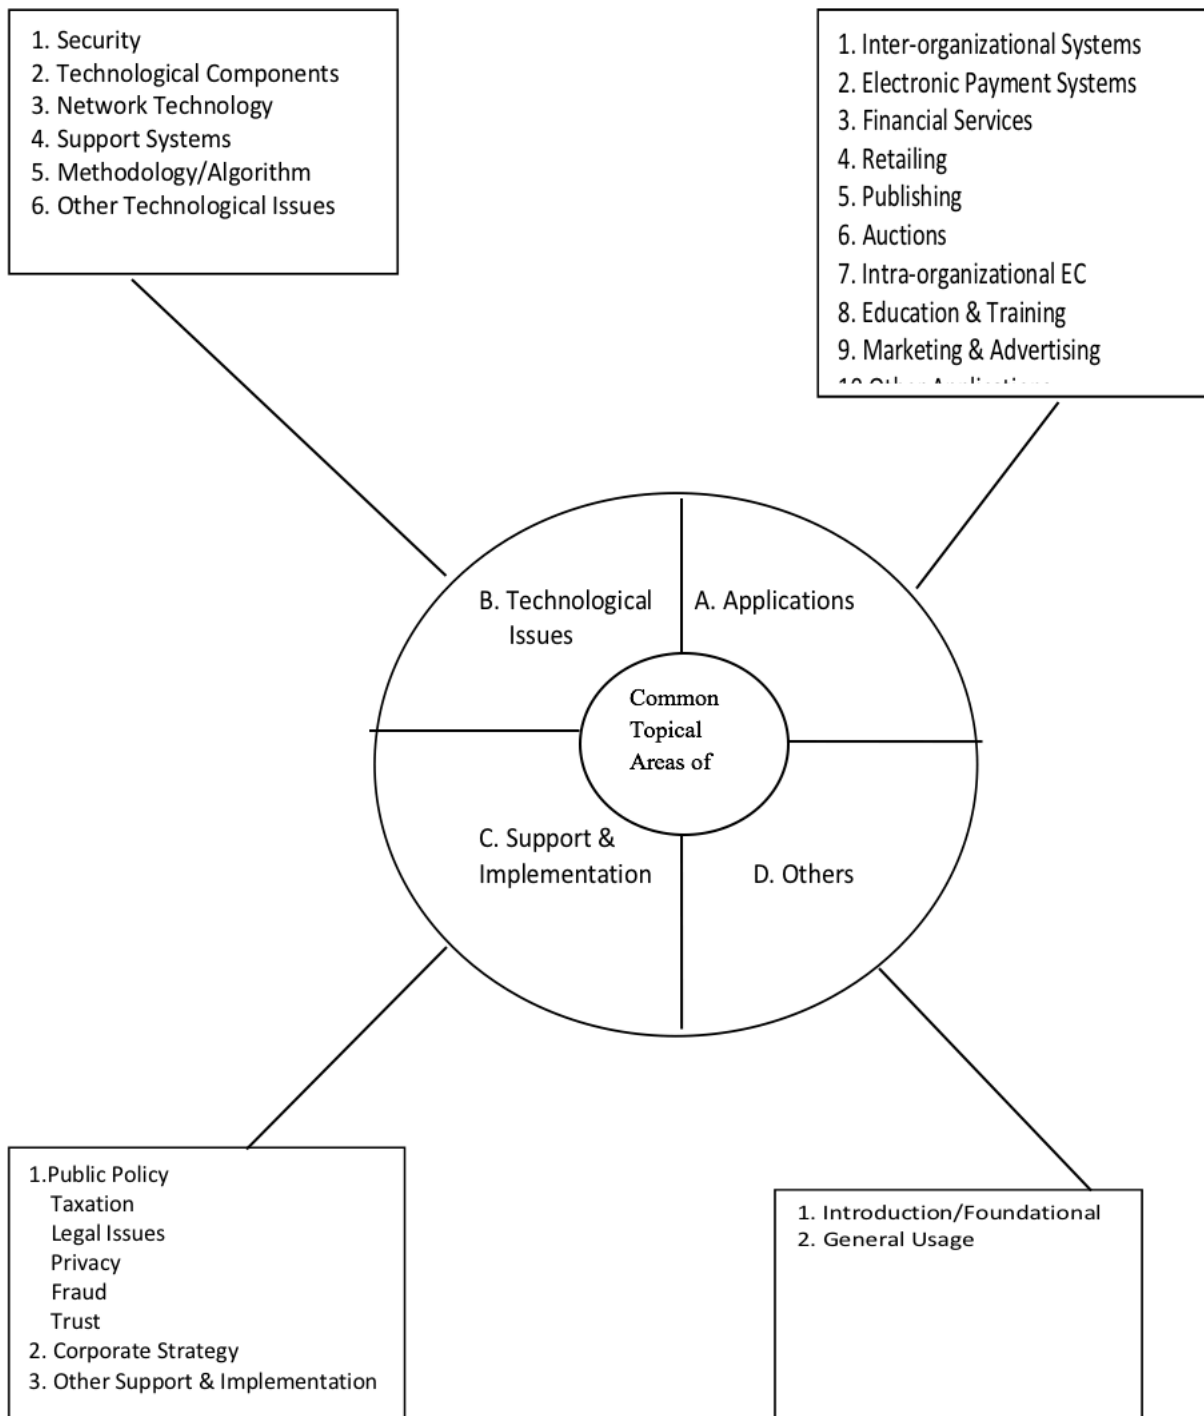 1. Security
2. Technological Components
3. Network Technology
4. Support Systems
5. Methodology/Algorithm
6. Other Technological Issues
1. Inter-organizational Systems
2. Electronic Payment Systems
3. Financial Services
4. Retailing
5. Publishing
6. Auctions
7. Intra-organizational EC
8. Education & Training
9. Marketing & Advertising
B. Technological
Issues
A. Applications
Common
Topical
Areas of
C. Support &
Implementation
D. Others
1.Public Policy
Taxation
Legal Issues
Privacy
Fraud
Trust
2. Corporate Strategy
3. Other Support & Implementation
1. Introduction/Foundational
2. General Usage